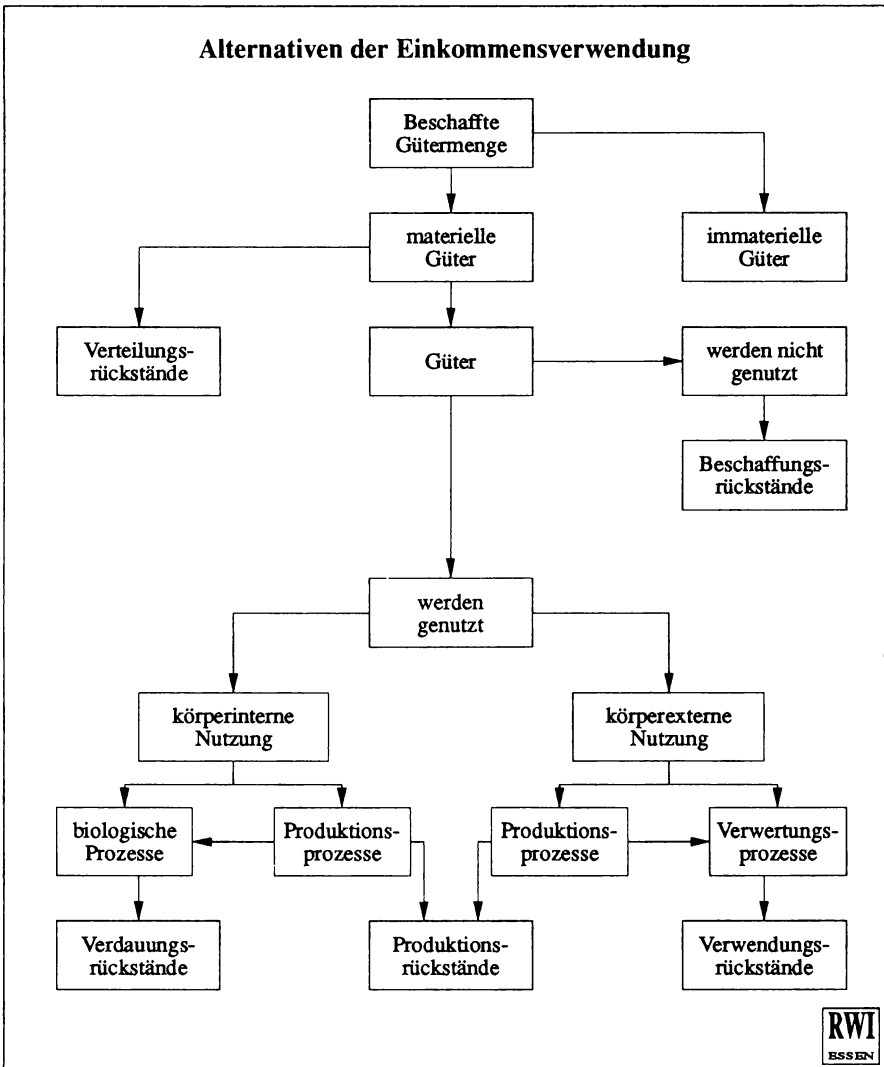 Alternativen der Einkommensverwendung
Beschaffte
Gütermenge
materielle
Güter
immaterielle
Güter
Verteilungs-
rückstände
Güter
werden nicht
genutzt
Beschaffungs-
rückstände
werden
genutzt
körperinterne
Nutzung
körperexterne
Nutzung
biologische
Prozesse
Produktions-
prozesse
Produktions-
prozesse
Verwertungs-
prozesse
Verdauungs-
rückstände
Produktions-
rückstände
Verwendungs-
rückstände
RWI
ESSEN